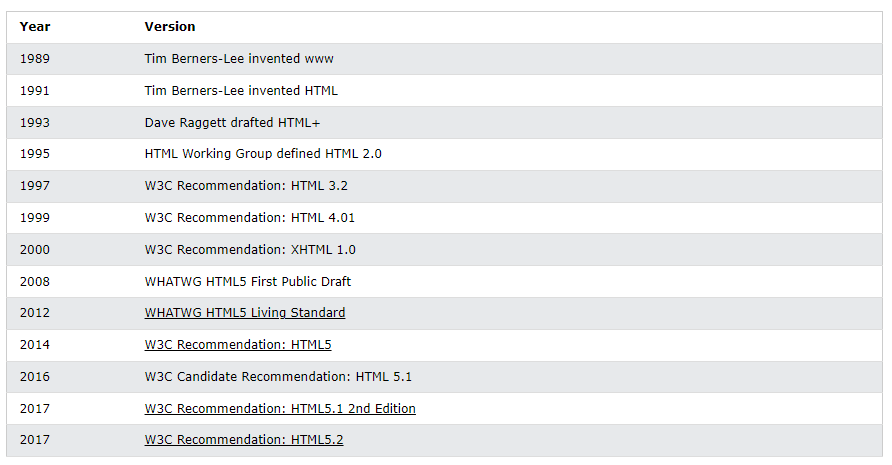 Year Version
1989 Tim Berners-Lee invented www
1991 Tim Berners-Lee invented HTML
1993 Dave Raggett drafted HTML+
1995 HTML Working Group defined HTML 2.0
1997 W3C Recommendation: HTML 3.2
1999 W3C Recommendation: HTML 4.01
2000 W3C Recommendation: XHTML 1.0
2008 WHATWG HTML5 First Public Draft
2012 WHATWG HTML5 Living Standard
2014 W3C Recommendation: HTML5
2016 W3C Candidate Recommendation: HTML 5.1
2017 W3C Recommendation: HTML5.1 2nd Edition
2017 W3C Recommendation: HTML5.2